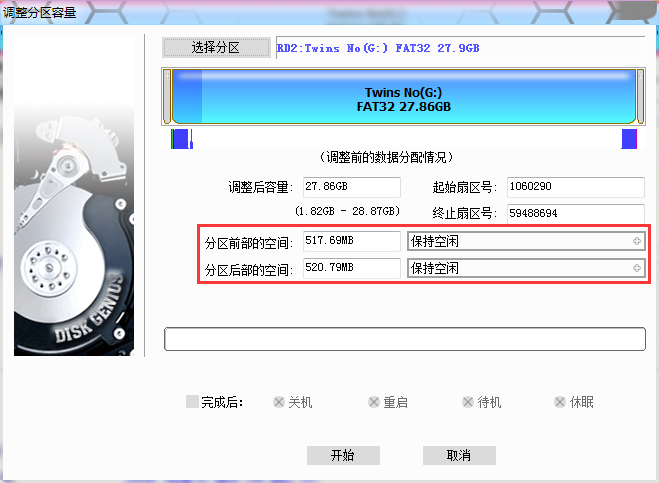 调整分区容量
选择分区
RD2:Twins No(G:) FAT32 27.9GB
Twins No(G:)
FAT32 27.86GB
(调整前的数据分配情况)
调整后容量: 27.86GB 起始扇区号: 1060290
(1.82GB - 28.87GB) 终止扇区号: 59488694
分区前部的空间: 517.69MB 保持空闲
分区后部的空间: 520.79MB 保持空闲
DISK GENIUS
完成后: 关机 重启 待机 休眠
开始 取消